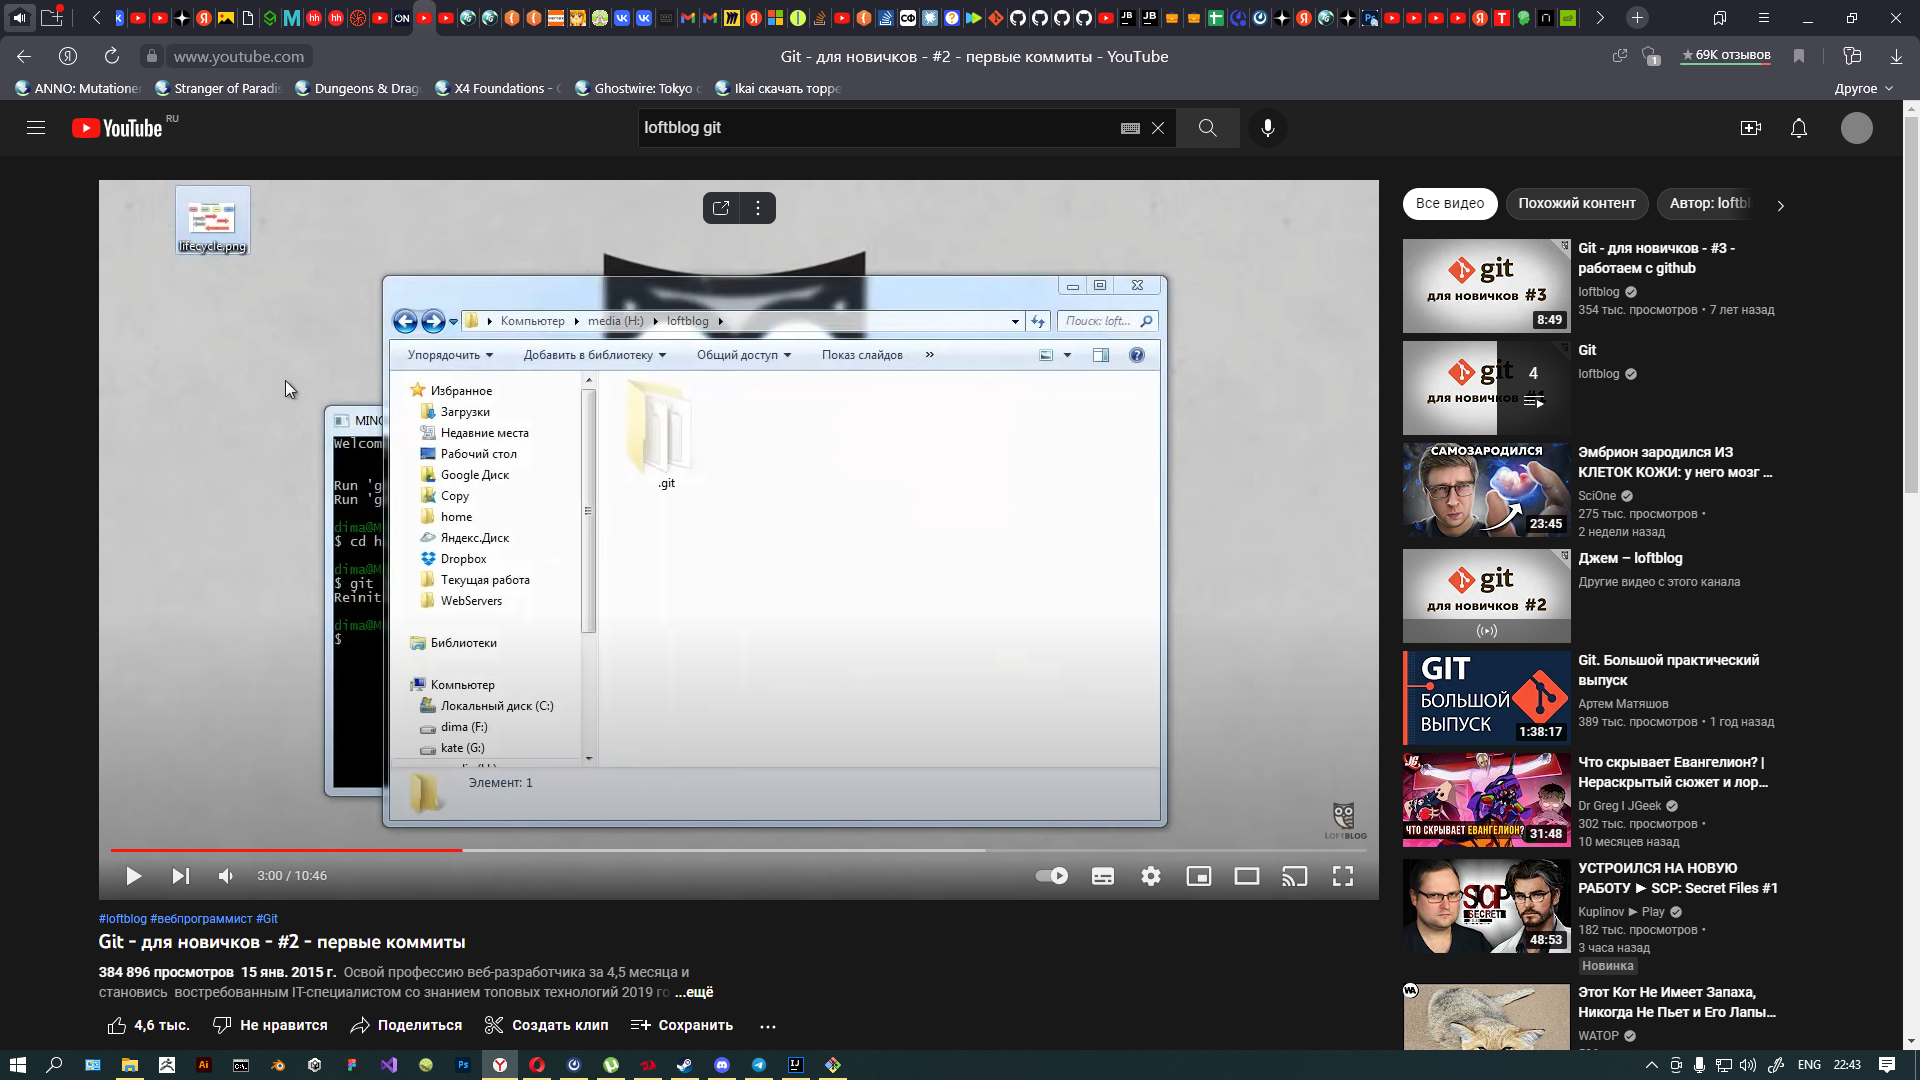 www.youtube.com
Git - для новичков - #2 - первые коммиты - YouTube
1
★ 69K отзывов
ANNO: Mutationer
Stranger of Paradis
Dungeons & Drag
X4 Foundations -
Ghostwire: Tokyo
Ikai скачать торре
Другое
YouTube RU
loftblog git
lifecycle.png
Компьютер
media (H:)
loftblog
Поиск: loft...
Упорядочить
Добавить в библиотеку
Общий доступ
Показ слайдов
»
Избранное
Загрузки
Недавние места
Рабочий стол
Google Диск
Copy
home
Яндекс.Диск
Dropbox
Текущая работа
WebServers
Библиотеки
Компьютер
Локальный диск (C:)
dima (F:)
kate (G:)
.git
Элемент: 1
MINC
Welcom
Run 'g
Run 'g
dima@M
$ cd h
dima@M
$ git
Reinit
dima@M
$
LOFTBLOG
3:00 / 10:46
#loftblog #вебпрограммист #Git
Git - для новичков - #2 - первые коммиты
384 896 просмотров 15 янв. 2015 г. Освой профессию веб-разработчика за 4,5 месяца и
становись востребованным IT-специалистом со знанием топовых технологий 2019 го ...ещё
4,6 тыс.
Не нравится
Поделиться
Создать клип
Сохранить
Все видео
Похожий контент
Автор: loftbl
git
для новичков #3
8:49
Git - для новичков - #3 -
работаем с github
loftblog
354 тыс. просмотров • 7 лет назад
git
для новичков
4
Git
loftblog
САМОЗАРОДИЛСЯ
23:45
Эмбрион зародился ИЗ
КЛЕТОК КОЖИ: у него мозг ...
SciOne
275 тыс. просмотров •
2 недели назад
git
для новичков #2
Джем – loftblog
Другие видео с этого канала
GIT
БОЛЬШОЙ
ВЫПУСК
1:38:17
Git. Большой практический
выпуск
Артем Матяшов
389 тыс. просмотров • 1 год назад
ЧТО СКРЫВАЕТ ЕВАНГЕЛИОН?
31:48
Что скрывает Евангелион? |
Нераскрытый сюжет и лор...
Dr Greg l JGeek
302 тыс. просмотров •
10 месяцев назад
SCP
SECRET
FILES
48:53
УСТРОИЛСЯ НА НОВУЮ
РАБОТУ ► SCP: Secret Files #1
Kuplinov ► Play
182 тыс. просмотров •
3 часа назад
Новинка
WA
Этот Кот Не Имеет Запаха,
Никогда Не Пьет и Его Лапы...
WATOP
ENG
22:43